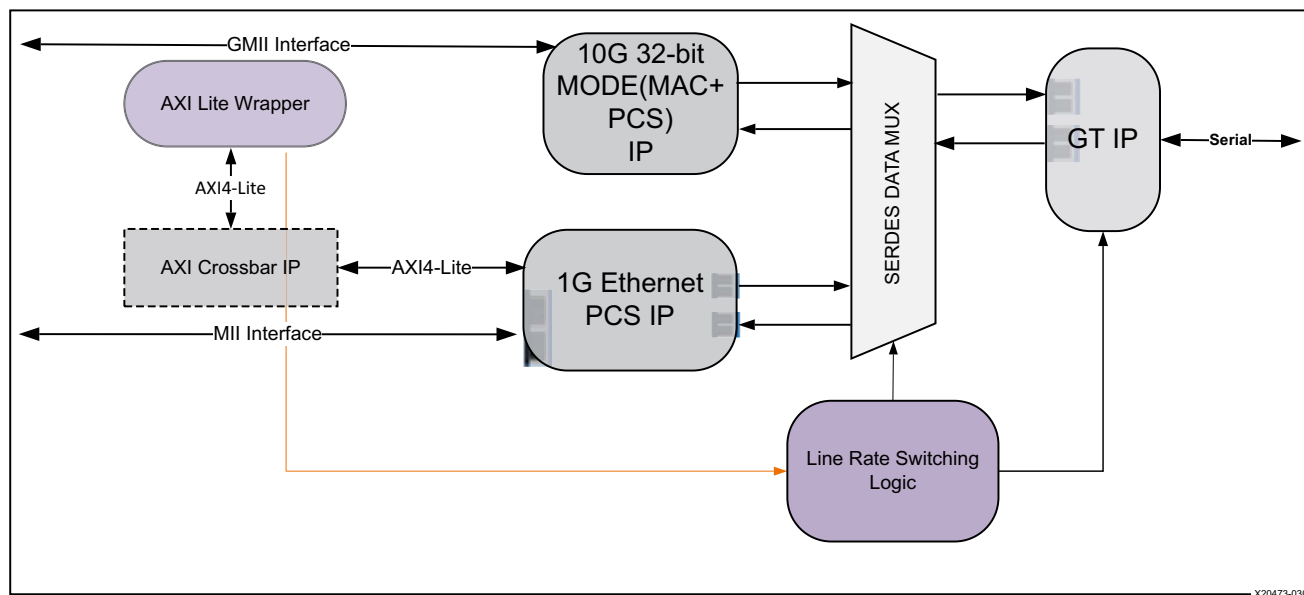 GMII Interface
AXI Lite Wrapper
AXI4-Lite
AXI Crossbar IP
AXI4-Lite
MII Interface
10G 32-bit
MODE(MAC+
PCS)
IP
1G Ethernet
PCS IP
SERDES DATA MUX
GT IP
Serial
Line Rate Switching
Logic